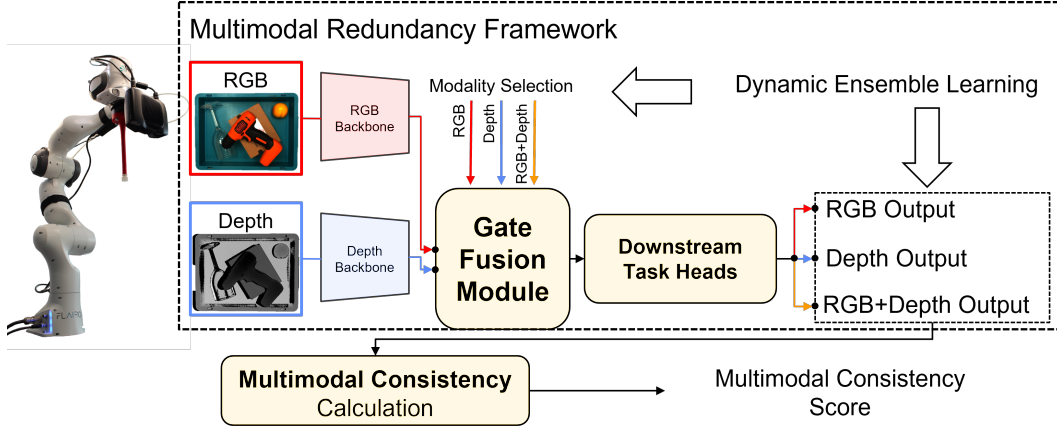 Multimodal Redundancy Framework
RGB
RGB
Backbone
Modality Selection
RGB
Depth
RGB+Depth
Dynamic Ensemble Learning
Depth
Depth
Backbone
Gate
Fusion
Module
Downstream
Task Heads
RGB Output
Depth Output
RGB+Depth Output
Multimodal Consistency
Calculation
Multimodal Consistency
Score